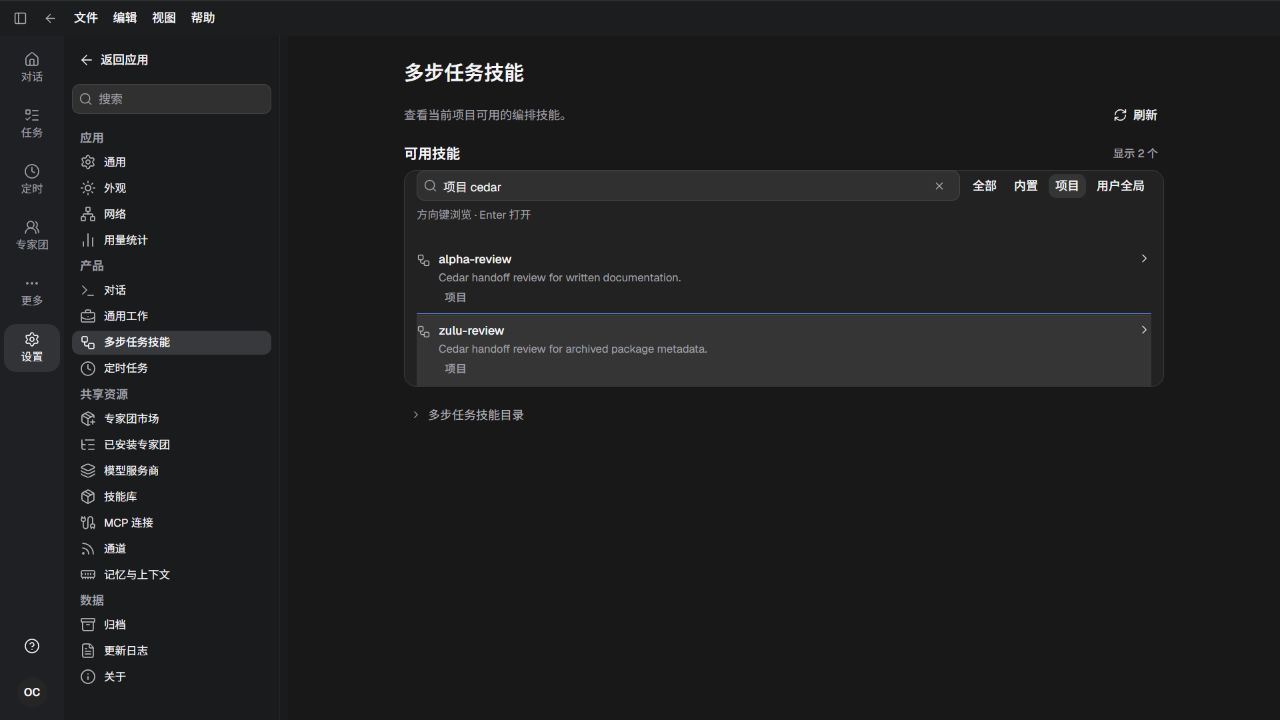 文件 编辑 视图 帮助
对话
任务
定时
专家团
更多
设置
OC
返回应用
搜索
应用
通用
外观
网络
用量统计
产品
对话
通用工作
多步任务技能
定时任务
共享资源
专家团市场
已安装专家团
模型服务商
技能库
MCP 连接
通道
记忆与上下文
数据
归档
更新日志
关于
多步任务技能
查看当前项目可用的编排技能。
刷新
可用技能
显示 2 个
项目 cedar
全部 内置 项目 用户全局
方向键浏览 · Enter 打开
alpha-review
Cedar handoff review for written documentation.
项目
zulu-review
Cedar handoff review for archived package metadata.
项目
多步任务技能目录